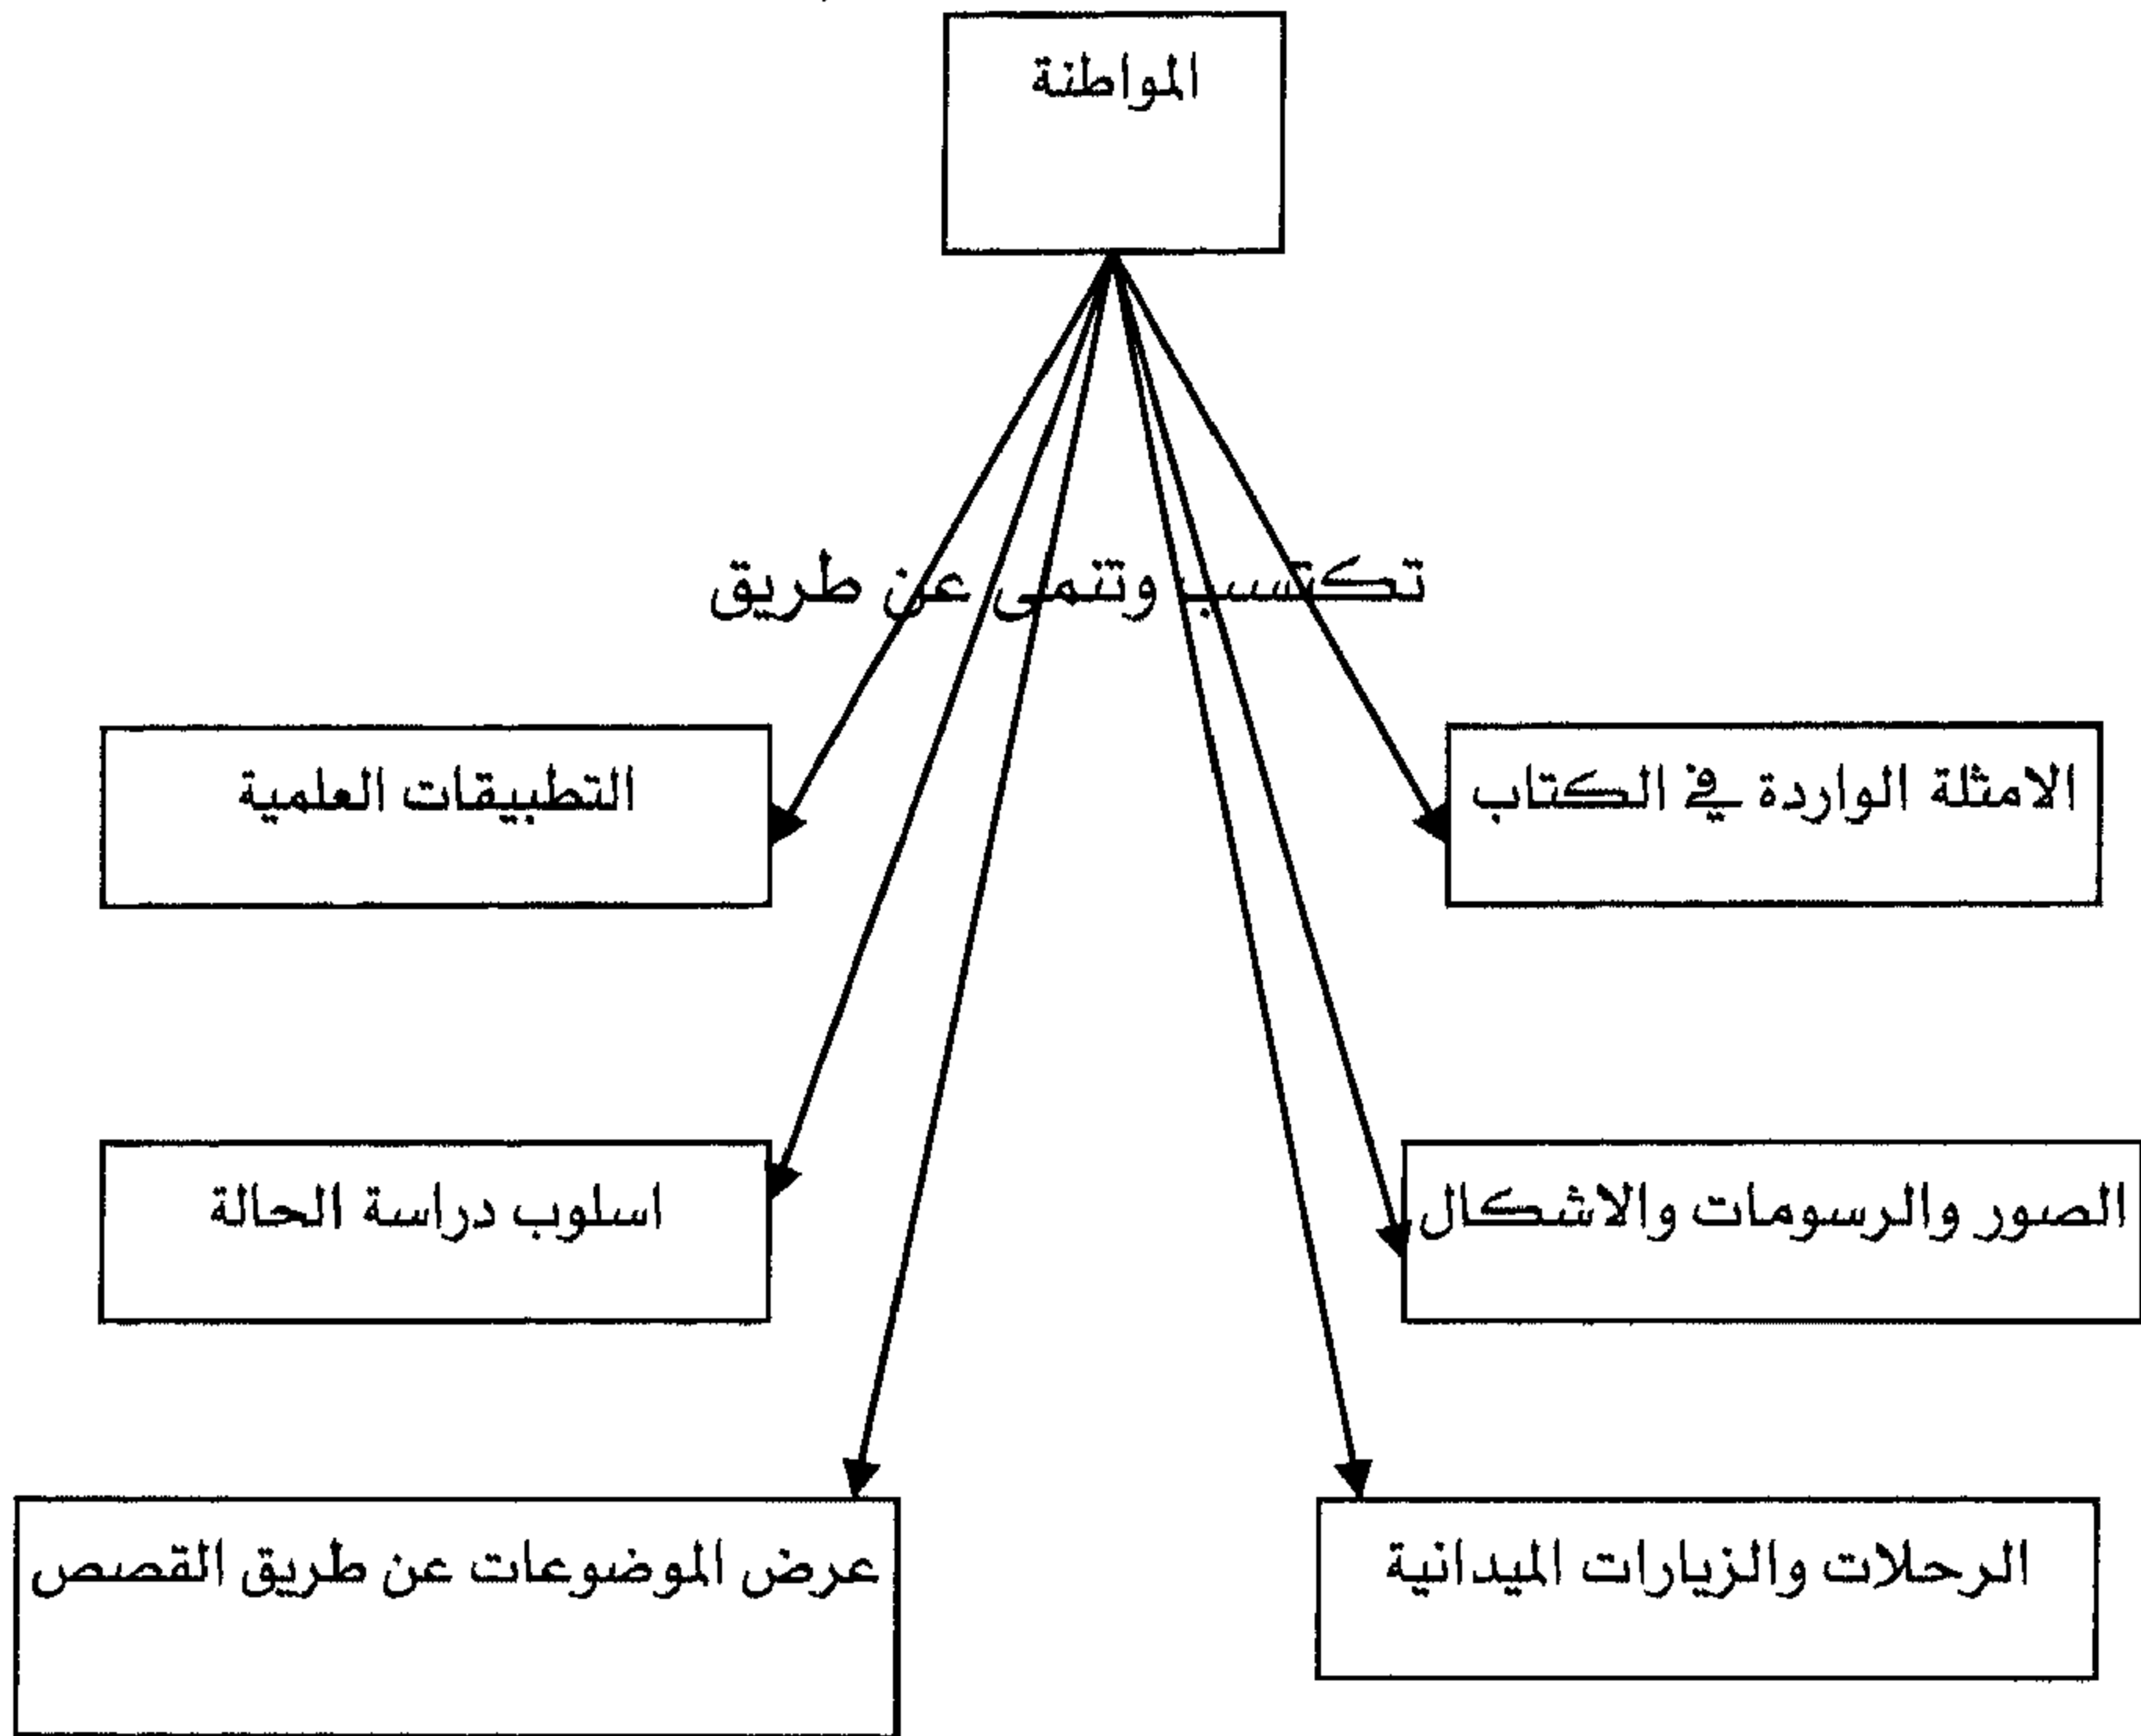 المواطنة
تكتسب وتنمى عن طريق
الامثلة الواردة في الكتاب
التطبيقات العلمية
الصور والرسومات والاشكال
اسلوب دراسة الحالة
الرحلات والزيارات الميدانية
عرض الموضوعات عن طريق القصص